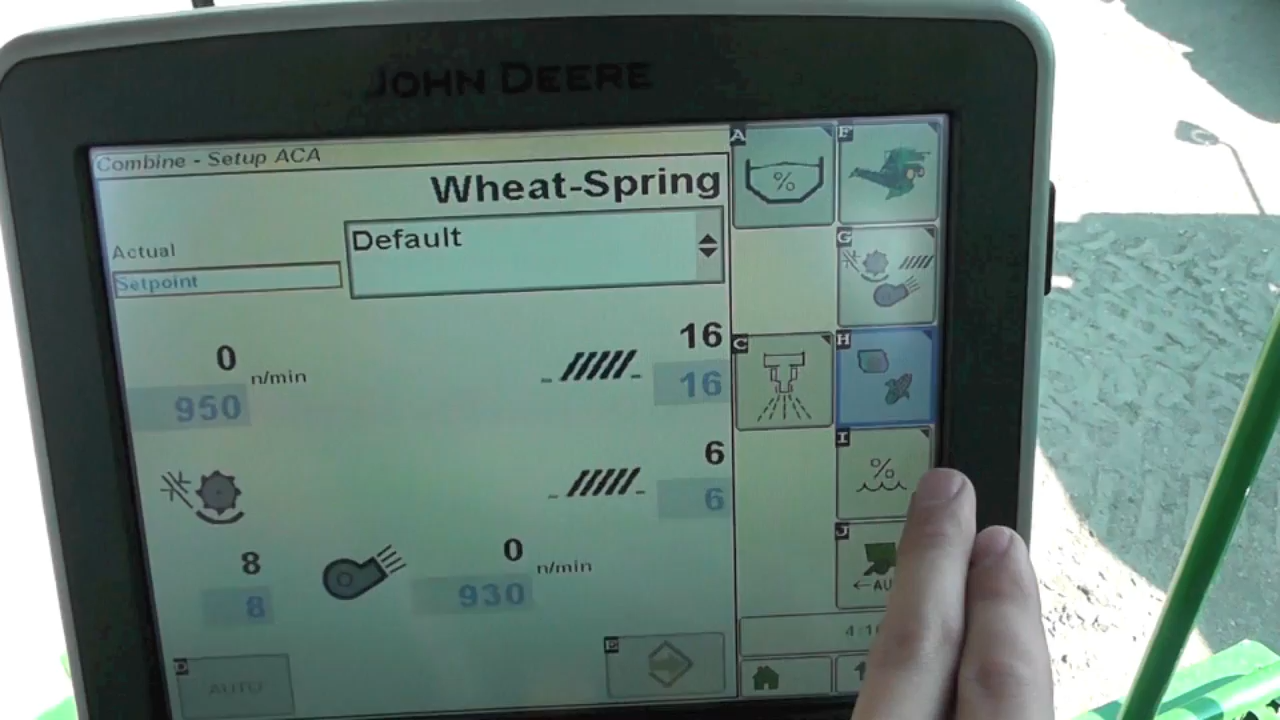 JOHN DEERE
Combine - Setup ACA
Wheat-Spring
Actual
Default
Setpoint
0 n/min
950
16
16
6
6
8
8
0 n/min
930
AUTO
A
F
G
%
C
H
I
%
J
D
E